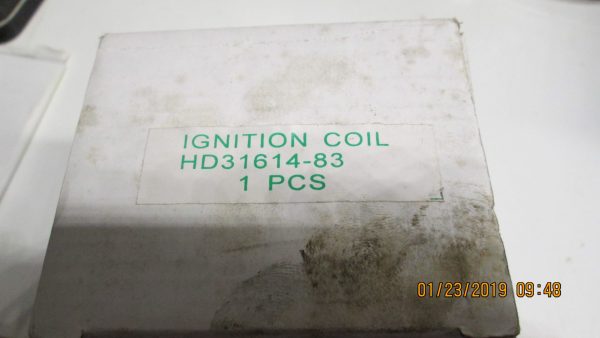 IGNITION COIL
HD31614-83
1 PCS
01/23/2019 09:48